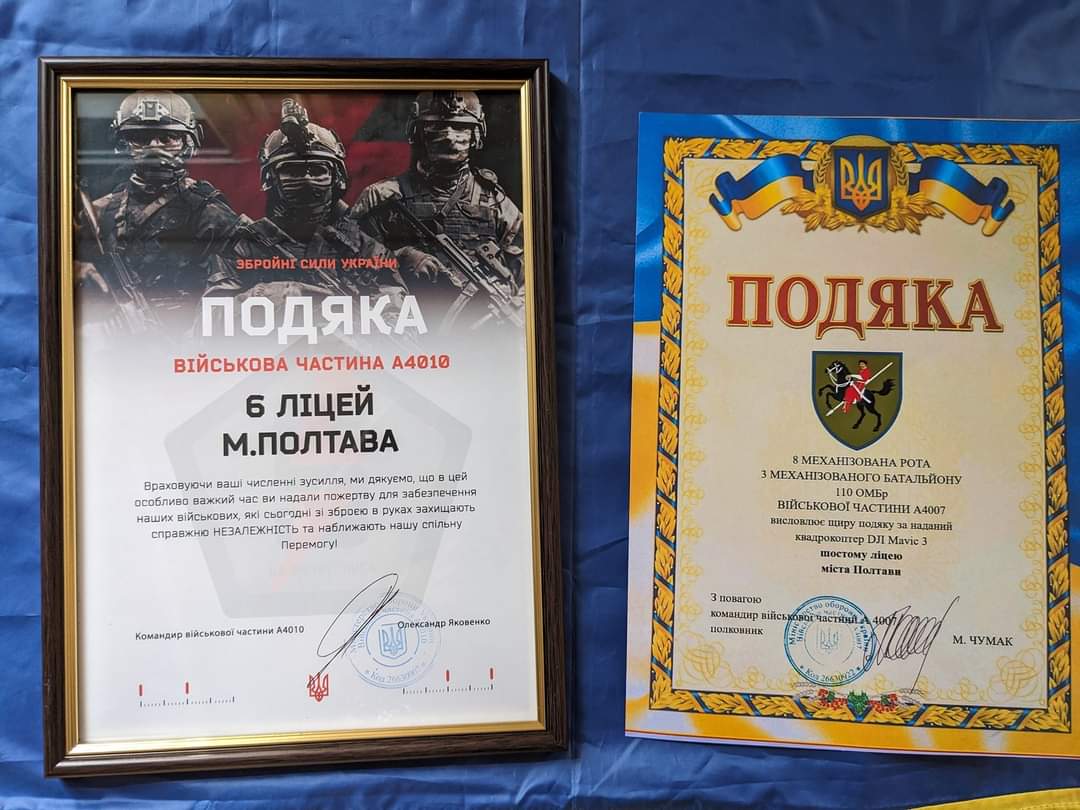 ЗБРОЙНІ СИЛИ УКРАЇНИ
ПОДЯКА
ВІЙСЬКОВА ЧАСТИНА А4010
6 ЛІЦЕЙ
М.ПОЛТАВА
Враховуючи ваші численні зусилля, ми дякуємо, що в цей
особливо важкий час ви надали пожертву для забезпечення
наших військових, які сьогодні зі зброєю в руках захищають
справжню НЕЗАЛЕЖНІСТЬ та наближають нашу спільну
Перемогу!
Командир військової частини А4010
Олександр Яковенко
ПОДЯКА
8 МЕХАНІЗОВАНА РОТА
3 МЕХАНІЗОВАНОГО БАТАЛЬЙОНУ
110 ОМБр
ВІЙСЬКОВОЇ ЧАСТИНИ А4007
висловлює щиру подяку за наданий
квадрокоптер DJI Mavic 3
шостому ліцею
міста Полтави
З повагою
командир військової частини А 4007
полковник
М. ЧУМАК